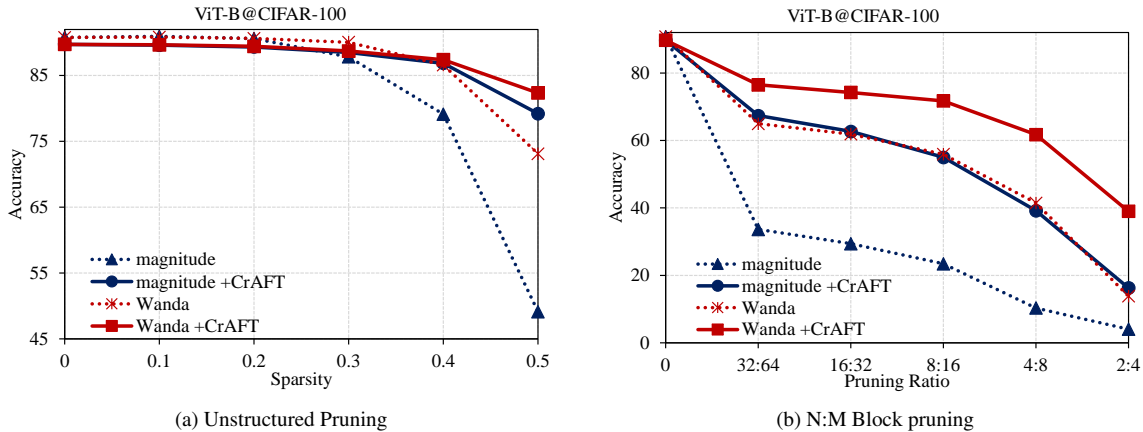 ViT-B@CIFAR-100
85
75
65
55
45
Accuracy
magnitude
magnitude +CrAFT
Wanda
Wanda +CrAFT
0 0.1 0.2 0.3 0.4 0.5
Sparsity
(a) Unstructured Pruning
ViT-B@CIFAR-100
80
60
40
20
0
Accuracy
magnitude
magnitude +CrAFT
Wanda
Wanda +CrAFT
0 32:64 16:32 8:16 4:8 2:4
Pruning Ratio
(b) N:M Block pruning